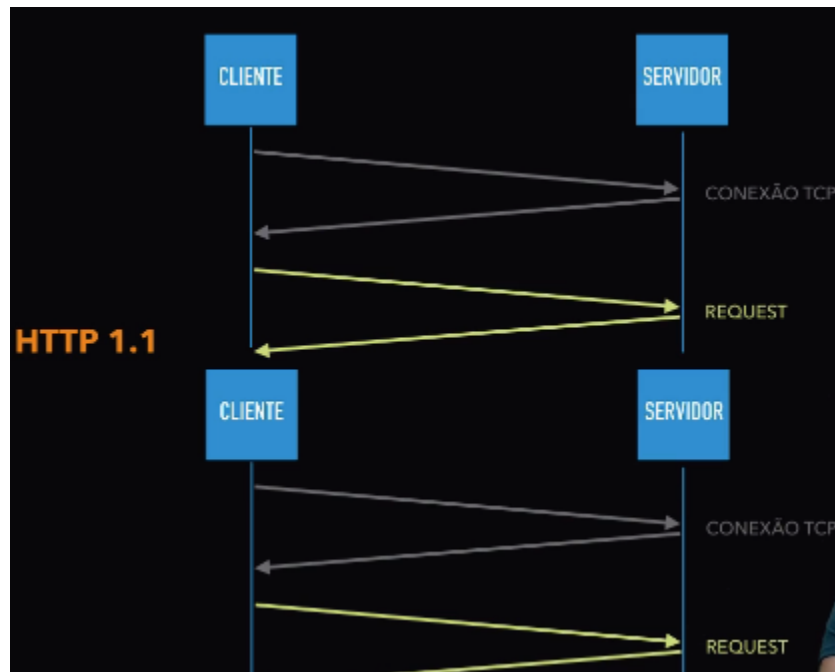 CLIENTE
SERVIDOR
CONEXÃO TCP
REQUEST
HTTP 1.1
CLIENTE
SERVIDOR
CONEXÃO TCP
REQUEST